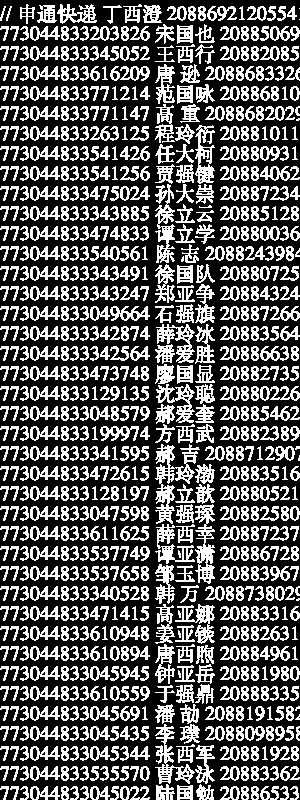 // 申通快递 丁西澄 2088692120554
773044833203826 宋国也 20885069
773044833345052 王西行 20882085
773044833616209 唐 逊 2088683320
773044833771214 范国咏 20886810
773044833771147 高 重 2088682029
773044833263125 程玲衍 20881011
773044833541426 任大柯 20880931
773044833541256 贾强健 20884062
773044833475024 孙大崇 20887234
773044833343885 徐立云 20885128
773044833474833 谭立学 20880036
773044833540561 陈 志 2088243984
773044833343491 徐国队 20880725
773044833343247 郑亚争 20884324
773044833049664 石强旗 20887266
773044833342874 薛玲冰 20883564
773044833342564 潘爱胜 20886638
773044833473748 廖国显 20882735
773044833129135 沈玲聪 20880226
773044833048579 郝爱奎 20885462
773044833199974 方西武 20882389
773044833341595 郝 吉 2088712907
773044833472615 韩玲渤 20883516
773044833128197 郝立歆 20880521
773044833047598 黄强琢 20882580
773044833611625 薛西幸 20887237
773044833537749 谭亚潇 20886728
773044833537658 邹玉博 20883967
773044833340528 韩 万 2088738029
773044833471415 高亚娜 20883316
773044833610948 姜亚锬 20882631
773044833610894 唐西煦 20884961
773044833045945 钟亚岳 20881980
773044833610559 于强鼎 20888335
773044833045691 潘 劼 2088191582
773044833045435 李 璞 2088098958
773044833045344 张西军 20881928
773044833535570 曹玲泳 20883362
773044833045022 陆国勉 20886533